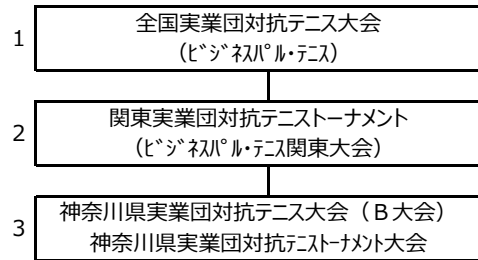 1
全国実業団対抗テニス大会
(ﾋﾞｼﾞﾈｽﾊﾟﾙ･ﾃﾆｽ)
2
関東実業団対抗テニストーナメント
(ﾋﾞｼﾞﾈｽﾊﾟﾙ･ﾃﾆｽ関東大会)
3
神奈川県実業団対抗テニス大会（B大会）
神奈川県実業団対抗ﾃﾆｽﾄｰﾅﾒﾝﾄ大会